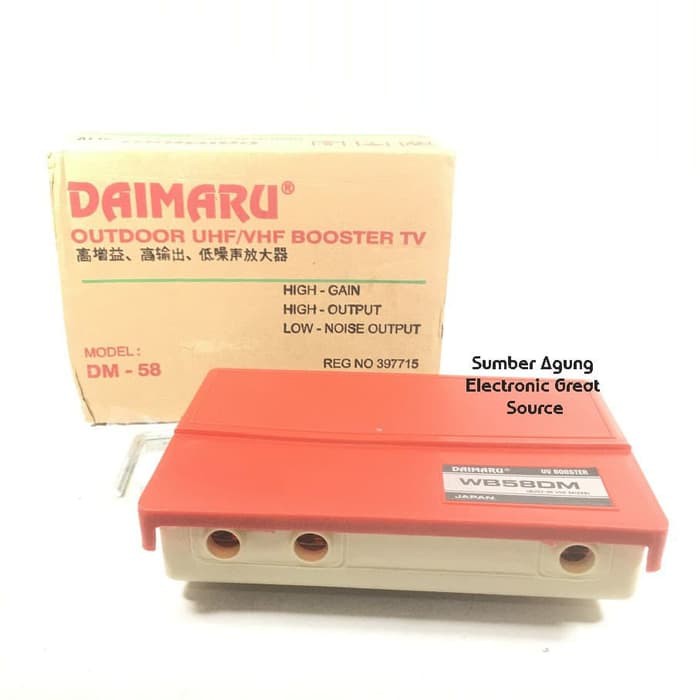 DAIMARU®
OUTDOOR UHF/VHF BOOSTER TV
高增益、高输出、低噪声放大器
HIGH - GAIN
HIGH - OUTPUT
LOW - NOISE OUTPUT
MODEL :
DM - 58
REG NO 397715
Sumber Agung
Electronic Great
Source
DAIMARU® UV BOOSTER
WB58DM
JAPAN